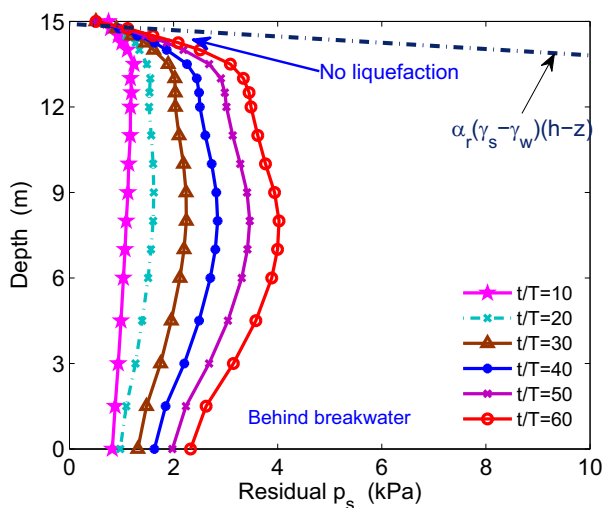 15
12
9
6
3
0
Depth (m)
0 2 4 6 8 10
Residual p_s (kPa)
No liquefaction
α_r(γ_s−γ_w)(h−z)
Behind breakwater
t/T=10
t/T=20
t/T=30
t/T=40
t/T=50
t/T=60